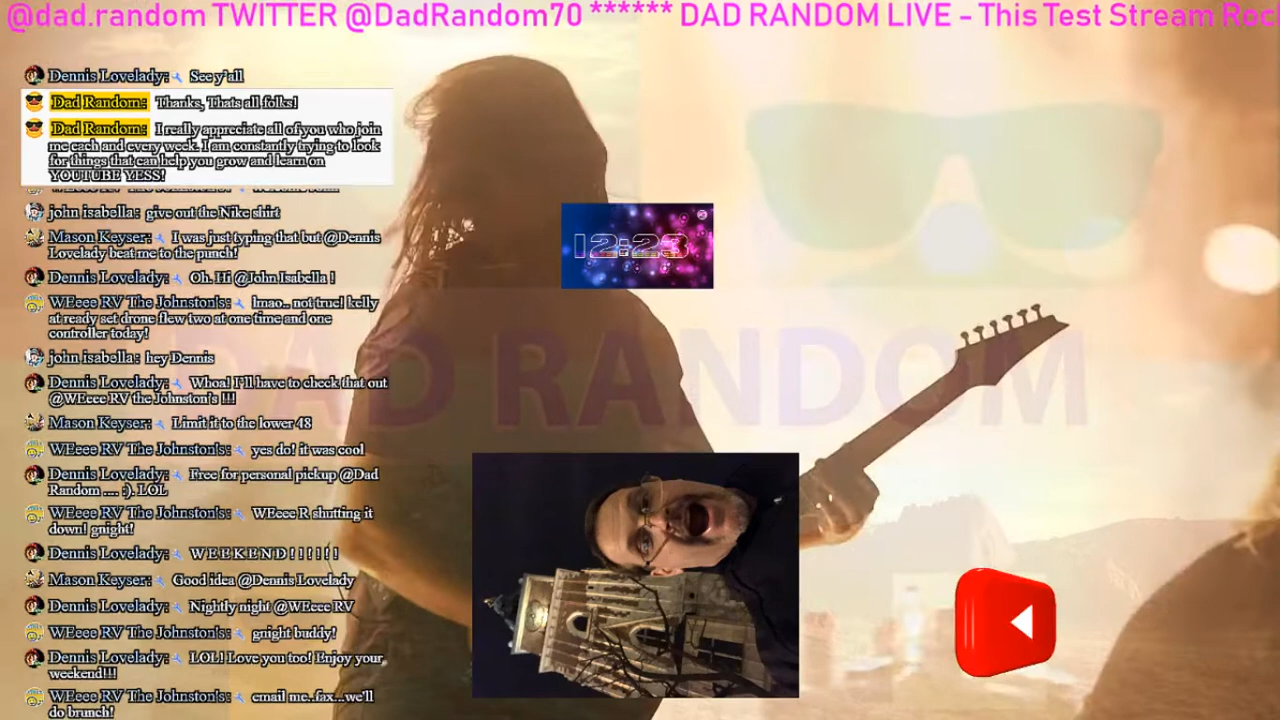 @dad.random TWITTER @DadRandom70 ****** DAD RANDOM LIVE - This Test Stream Roc
Dennis Lovelady: See y'all
Dad Random: Thanks, Thats all folks!
Dad Random: I really appreciate all of you who join
me each and every week. I am constantly trying to look
for things that can help you grow and learn on
YOUTUBE YESS!
john isabella: give out the Nike shirt
Mason Keyser: I was just typing that but @Dennis
Lovelady beat me to the punch!
Dennis Lovelady: Oh. Hi @John Isabella !
WEeee RV The Johnston's: lmao.. not true! kelly
at ready set drone flew two at one time and one
controller today!
john isabella: hey Dennis
Dennis Lovelady: Whoa! I'll have to check that out
@WEeee RV the Johnston's !!!
Mason Keyser: Limit it to the lower 48
WEeee RV The Johnston's: yes do! it was cool
Dennis Lovelady: Free for personal pickup @Dad
Random .... :). LOL
WEeee RV The Johnston's: WEeee R shutting it
down! gnight!
Dennis Lovelady: W E E K E N D ! ! ! ! ! !
Mason Keyser: Good idea @Dennis Lovelady
Dennis Lovelady: Nightly night @WEeee RV
WEeee RV The Johnston's: gnight buddy!
Dennis Lovelady: LOL! Love you too! Enjoy your
weekend!!!
WEeee RV The Johnston's: email me..fax...we'll
do brunch!
12:23
DAD RANDOM